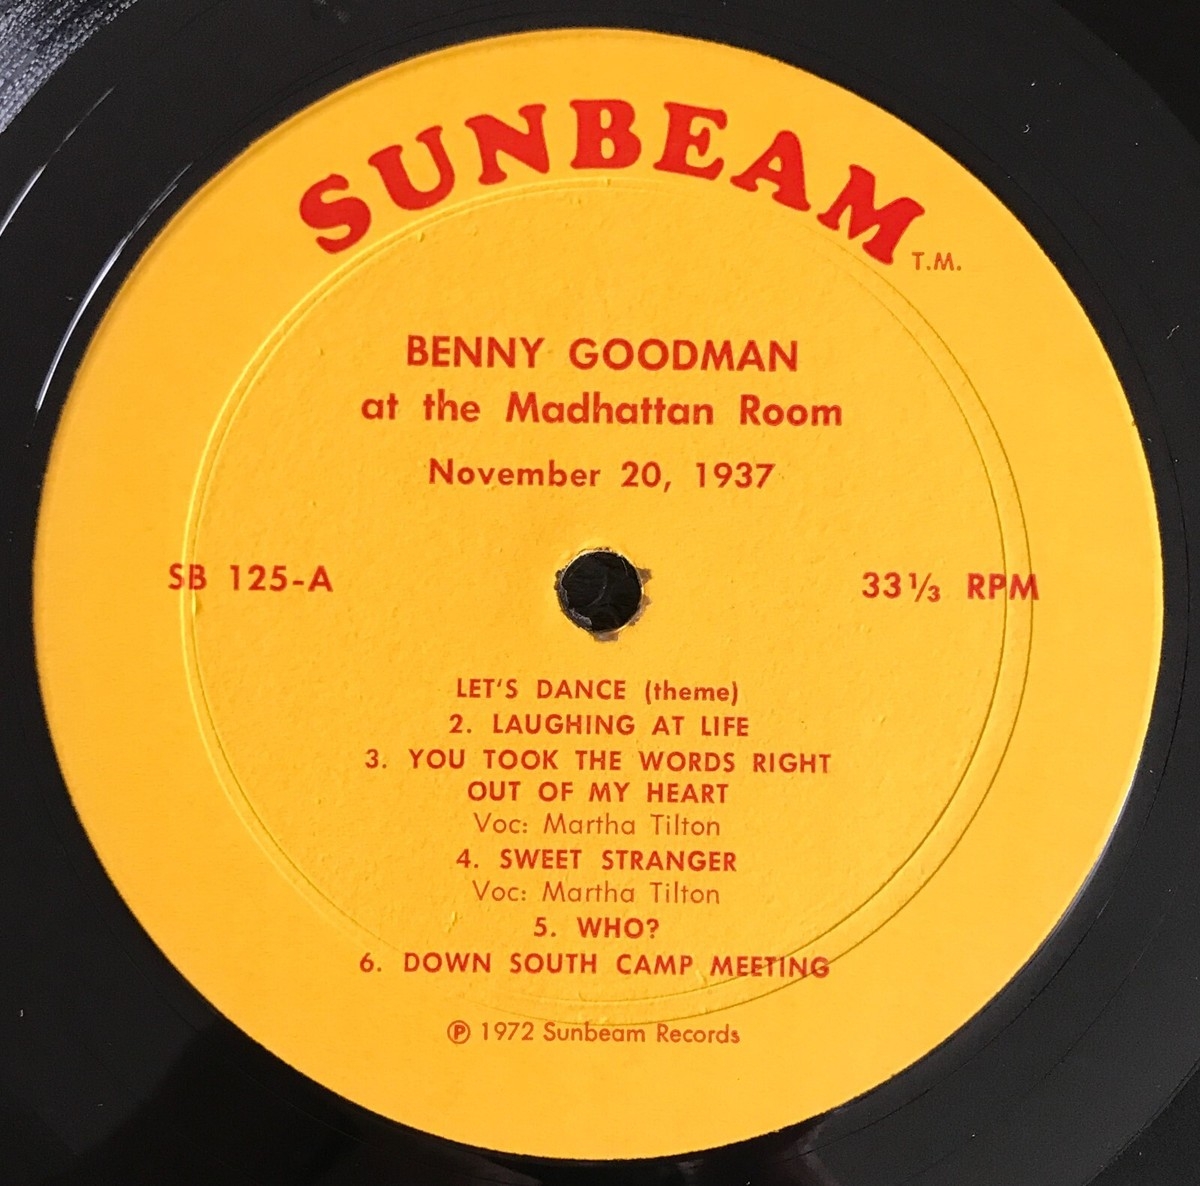 SUNBEAM
T.M.
BENNY GOODMAN
at the Madhattan Room
November 20, 1937
SB 125-A
33⅓ RPM
LET'S DANCE (theme)
2. LAUGHING AT LIFE
3. YOU TOOK THE WORDS RIGHT
OUT OF MY HEART
Voc: Martha Tilton
4. SWEET STRANGER
Voc: Martha Tilton
5. WHO?
6. DOWN SOUTH CAMP MEETING
℗ 1972 Sunbeam Records